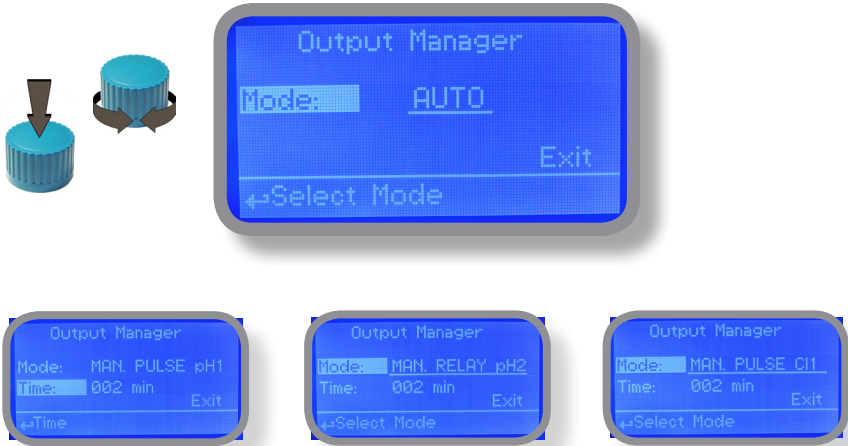 Output Manager
Mode: AUTO
Exit
↵Select Mode
Output Manager
Mode: MAN. PULSE pH1
Time: 002 min
Exit
↵Time
Output Manager
Mode: MAN. RELAY pH2
Time: 002 min
Exit
↵Select Mode
Output Manager
Mode: MAN. PULSE Cl1
Time: 002 min
Exit
↵Select Mode